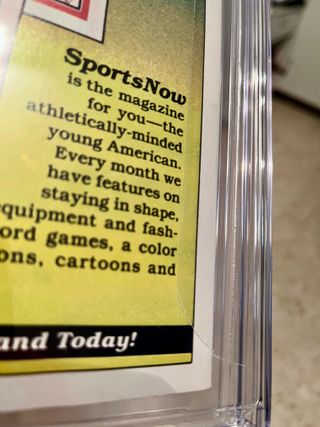 SportsNow
is the magazine
for you—the
athletically-minded
young American.
Every month we
have features on
staying in shape,
equipment and fash-
ord games, a color
ons, cartoons and
and Today!